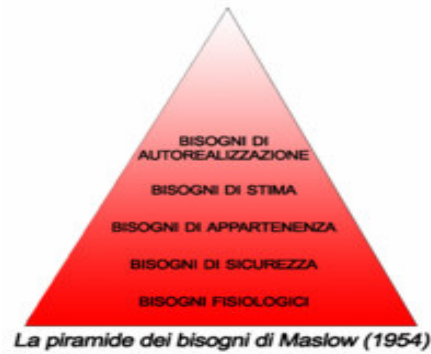 BISOGNI DI
AUTOREALIZZAZIONE
BISOGNI DI STIMA
BISOGNI DI APPARTENENZA
BISOGNI DI SICUREZZA
BISOGNI FISIOLOGICI
La piramide dei bisogni di Maslow (1954)